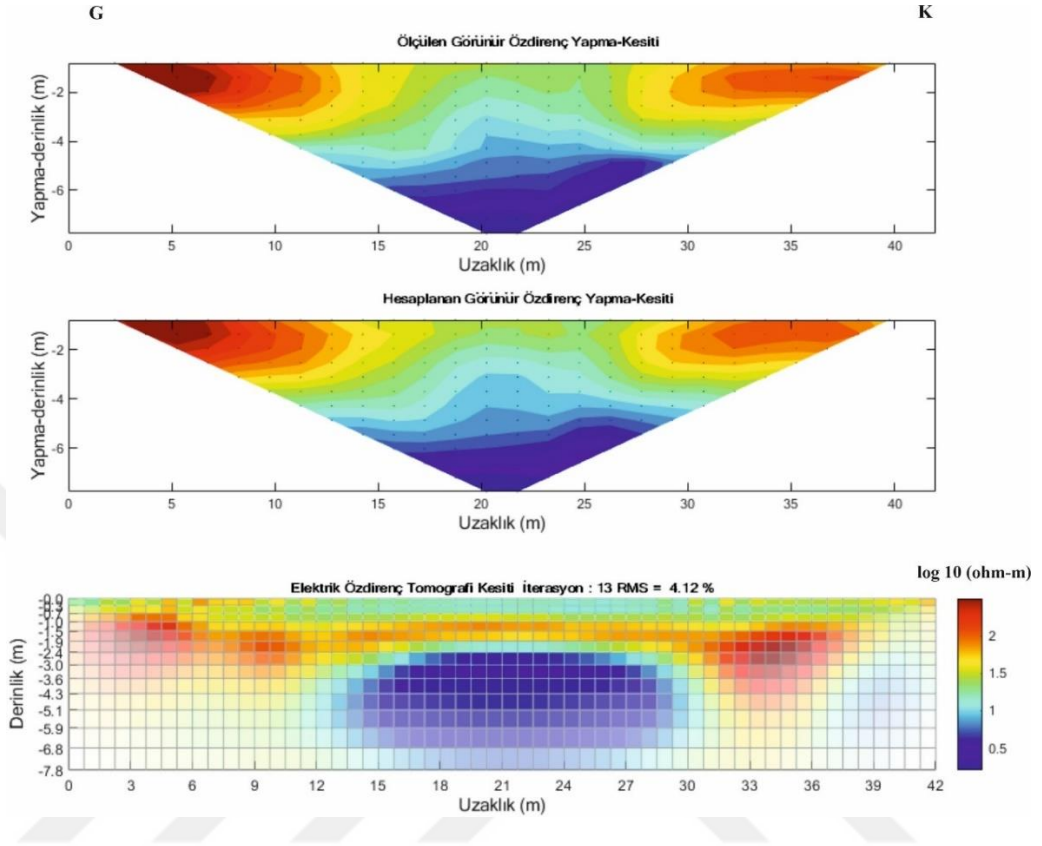 G K
Ölçülen Görünür Özdirenç Yapma-Kesiti
Yapma-derinlik (m)
-2
-4
-6
0 5 10 15 20 25 30 35 40
Uzaklık (m)
Hesaplanan Görünür Özdirenç Yapma-Kesiti
Yapma-derinlik (m)
-2
-4
-6
0 5 10 15 20 25 30 35 40
Uzaklık (m)
log 10 (ohm-m)
Elektrik Özdirenç Tomografi Kesiti İterasyon : 13 RMS = 4.12 %
Derinlik (m)
-0.0
-1.5
-2.4
-3.0
-3.6
-4.3
-5.1
-5.9
-6.8
-7.8
0 3 6 9 12 15 18 21 24 27 30 33 36 39 42
Uzaklık (m)
2
1.5
1
0.5